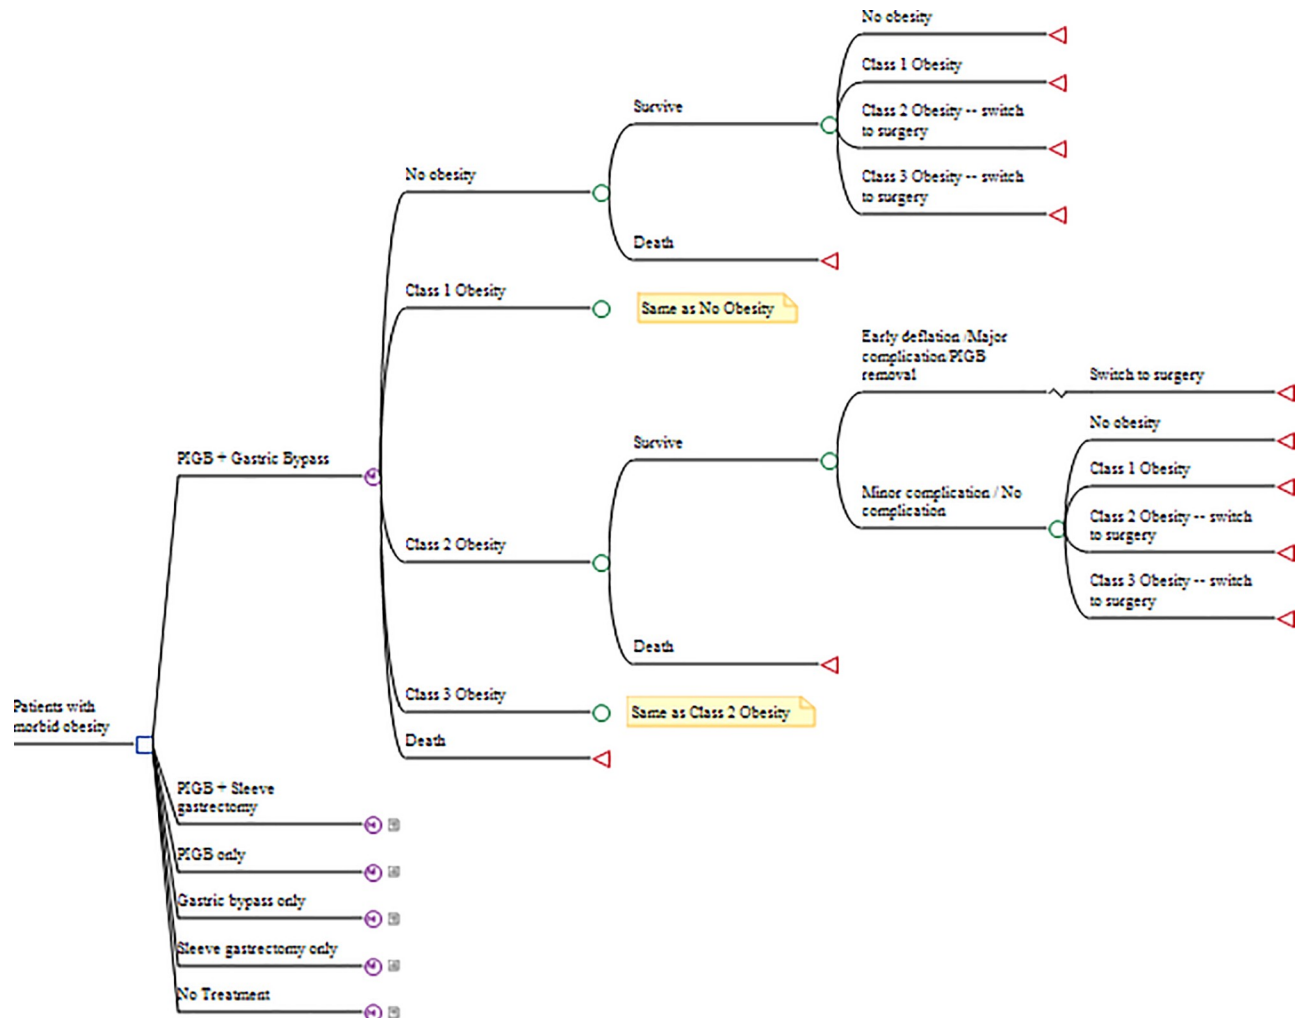 No obesity
Class 1 Obesity
Class 2 Obesity -- switch
to surgery
Class 3 Obesity -- switch
to surgery
Survive
No obesity
Death
Class 1 Obesity
Same as No Obesity
Early deflation /Major
complication/PIGB
removal
Switch to surgery
No obesity
Survive
PIGB + Gastric Bypass
Class 1 Obesity
Minor complication / No
complication
Class 2 Obesity -- switch
to surgery
Class 2 Obesity
Class 3 Obesity -- switch
to surgery
Death
Class 3 Obesity
Same as Class 2 Obesity
Patients with
morbid obesity
Death
PIGB + Sleeve
gastrectomy
PIGB only
Gastric bypass only
Sleeve gastrectomy only
No Treatment